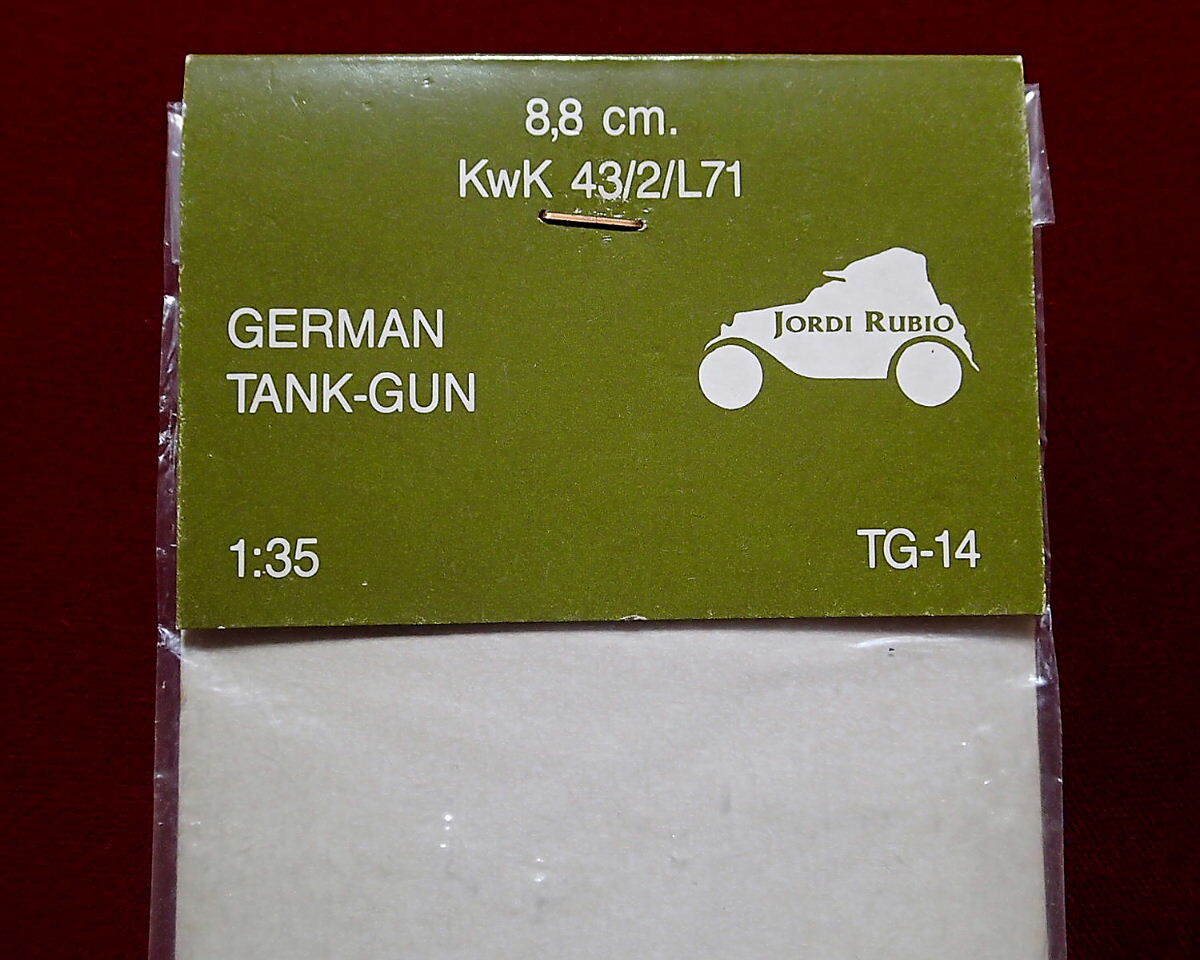 8,8 cm.
KwK 43/2/L71
GERMAN
TANK-GUN
JORDI RUBIO
1:35
TG-14